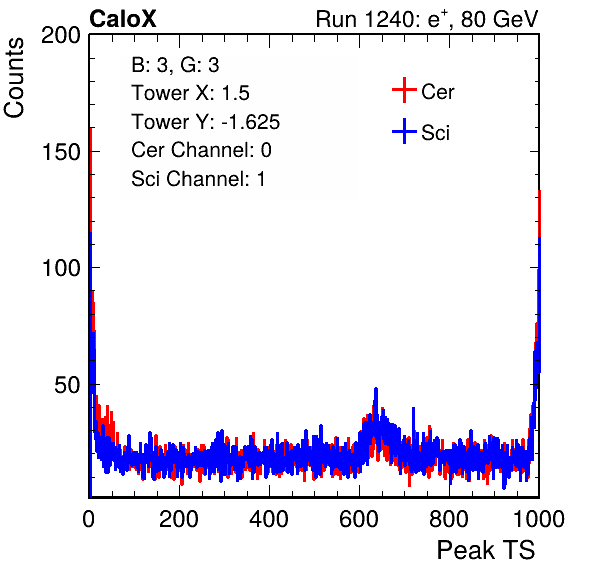 CaloX Run 1240: e+, 80 GeV
Counts
B: 3, G: 3
Tower X: 1.5
Tower Y: -1.625
Cer Channel: 0
Sci Channel: 1
Cer
Sci
200
150
100
50
0 200 400 600 800 1000
Peak TS